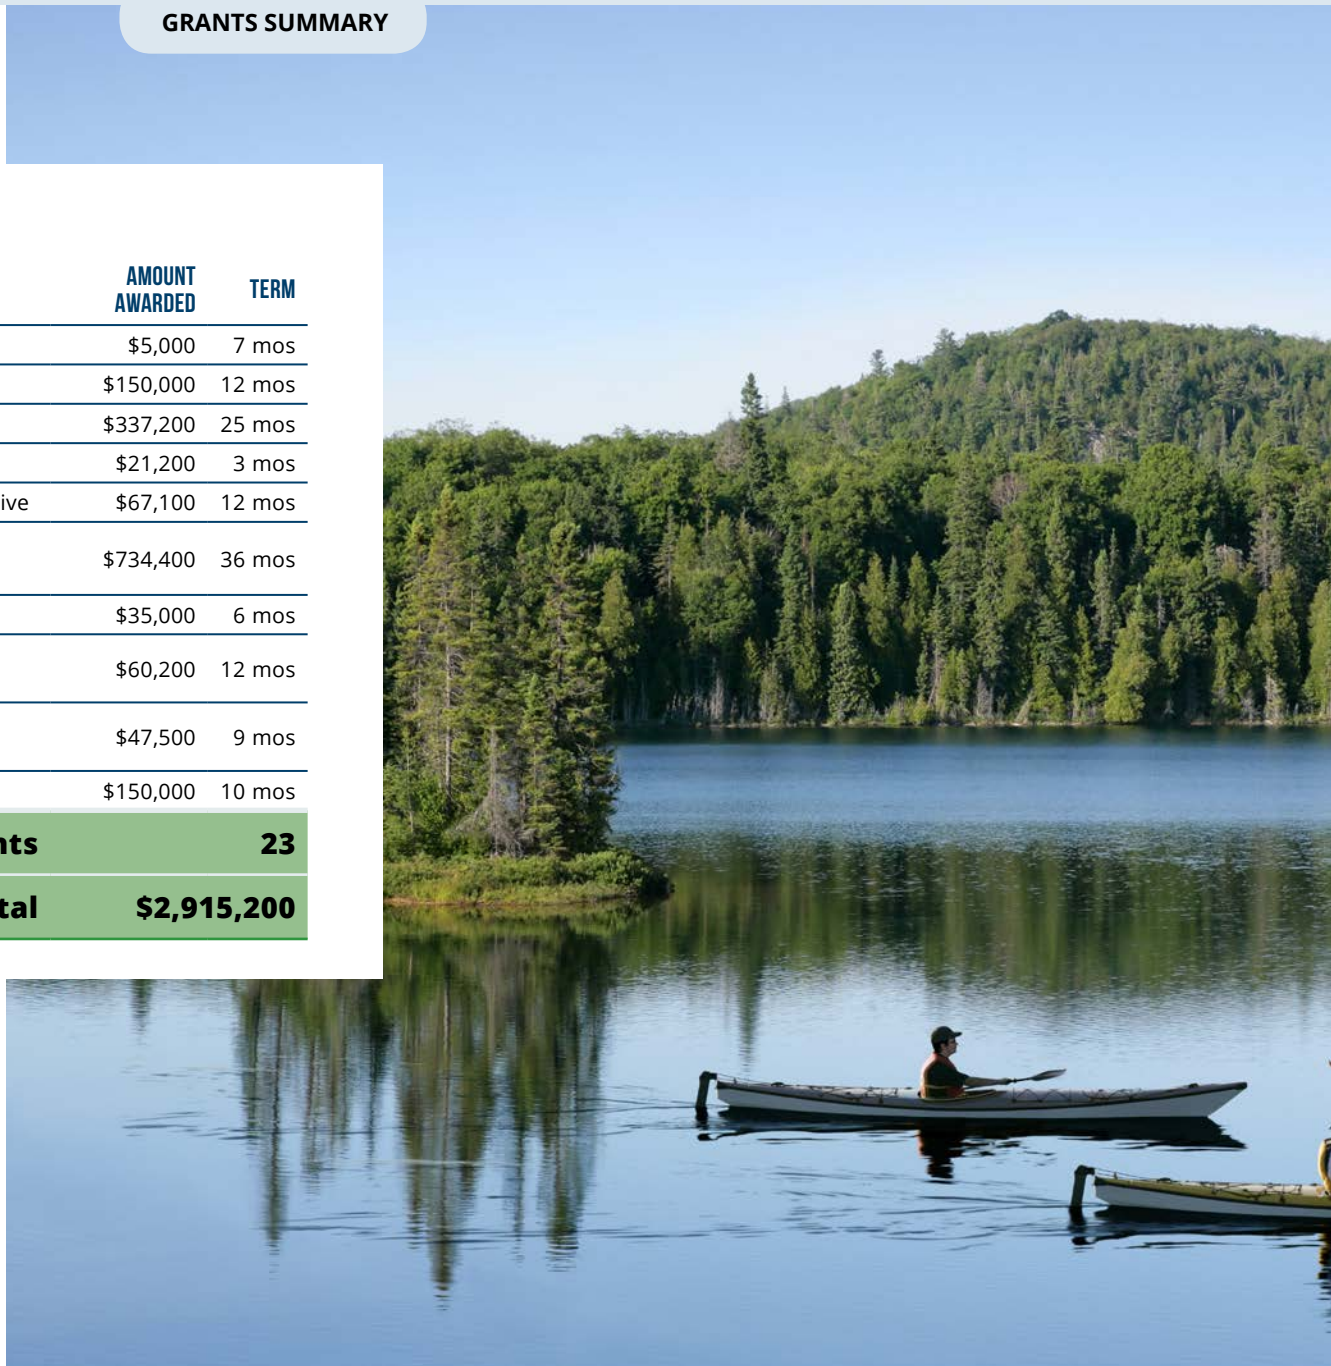 GRANTS SUMMARY
AMOUNT
AWARDED
TERM
$5,000 7 mos
$150,000 12 mos
$337,200 25 mos
$21,200 3 mos
ive $67,100 12 mos
$734,400 36 mos
$35,000 6 mos
$60,200 12 mos
$47,500 9 mos
$150,000 10 mos
nts 23
tal $2,915,200